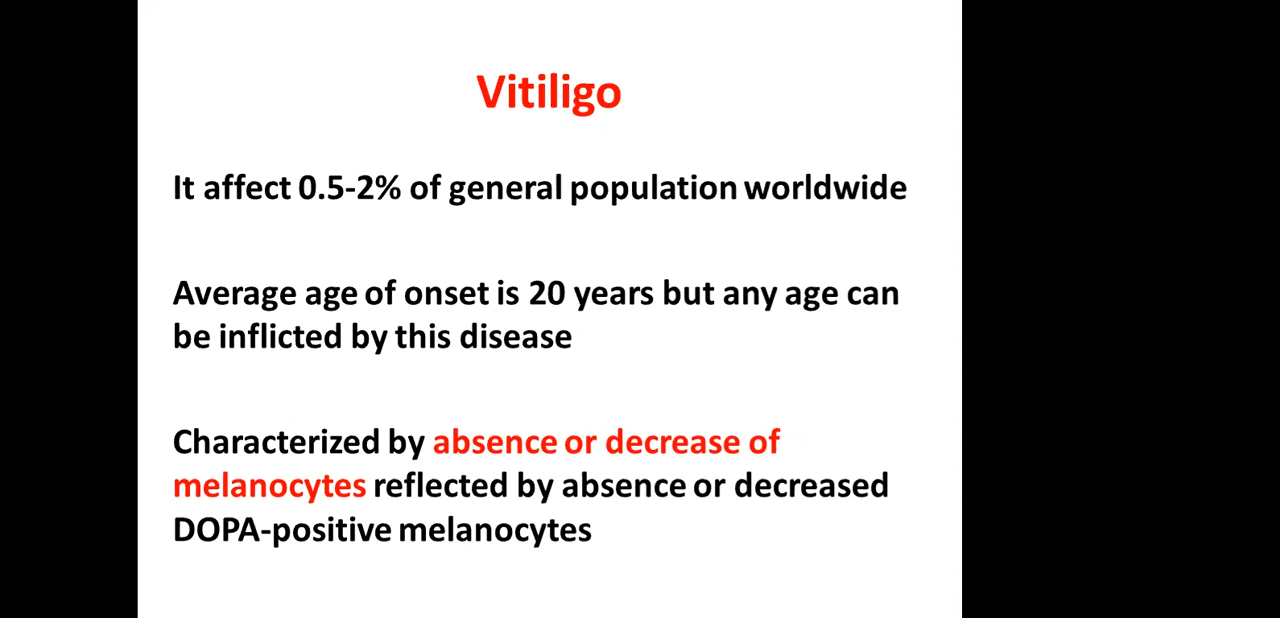 Vitiligo
It affect 0.5-2% of general population worldwide
Average age of onset is 20 years but any age can
be inflicted by this disease
Characterized by absence or decrease of
melanocytes reflected by absence or decreased
DOPA-positive melanocytes